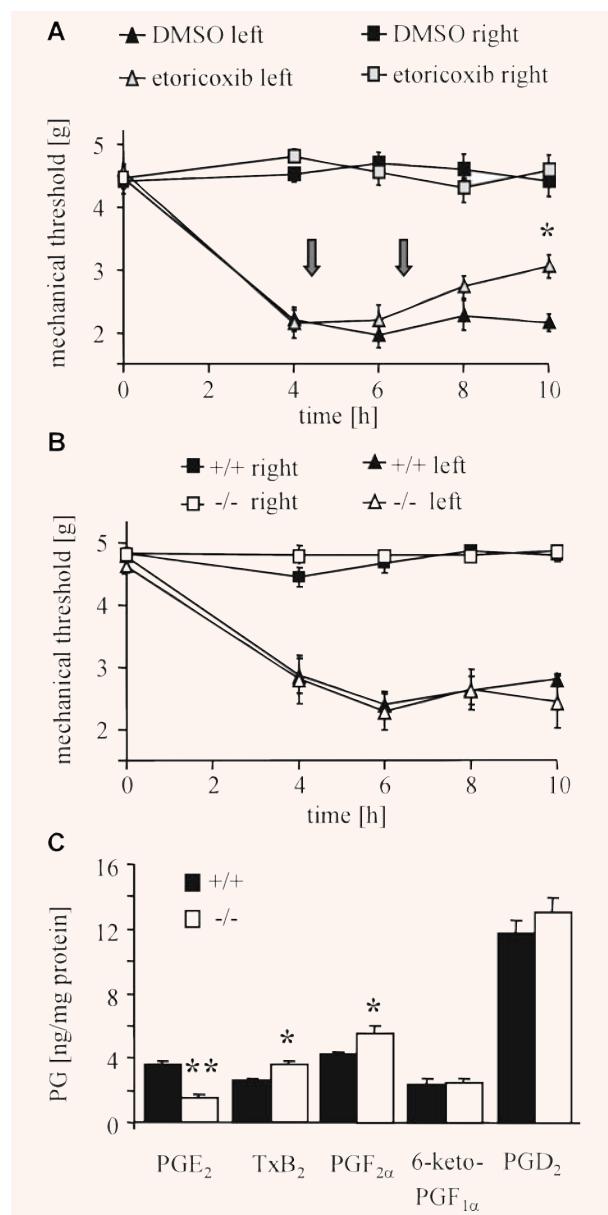 A
DMSO left DMSO right
etoricoxib left etoricoxib right
mechanical threshold [g]
5
4
3
2
*
0 2 4 6 8 10
time [h]
B
+/+ right +/+ left
-/- right -/- left
mechanical threshold [g]
5
4
3
2
0 2 4 6 8 10
time [h]
C
+/+
-/-
PG [ng/mg protein]
16
12
8
4
0
** * *
PGE₂ TxB₂ PGF₂α 6-keto-PGF₁α PGD₂